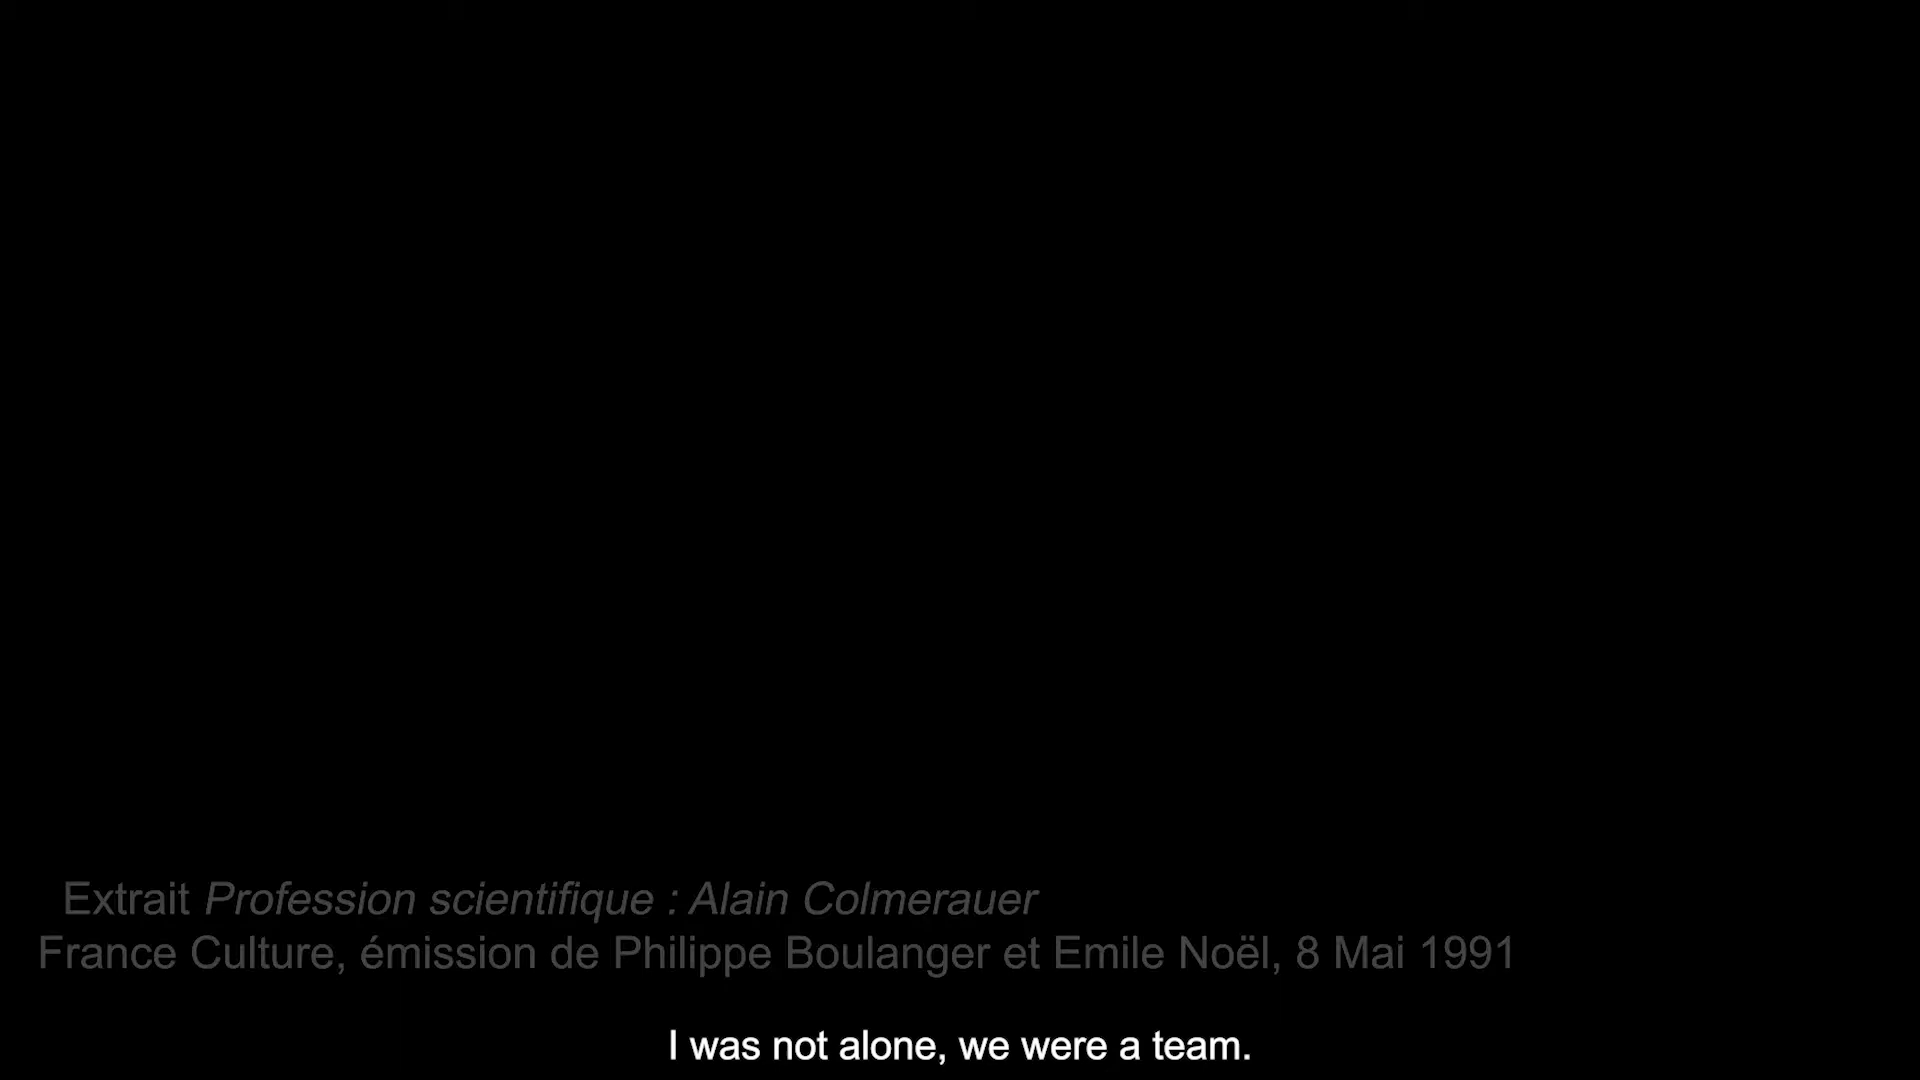 Extrait Profession scientifique : Alain Colmerauer
France Culture, émission de Philippe Boulanger et Emile Noël, 8 Mai 1991
I was not alone, we were a team.